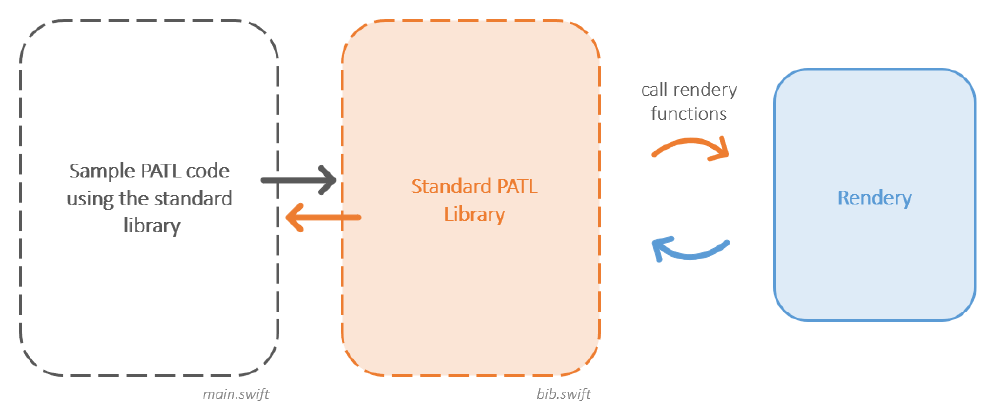 Sample PATL code
using the standard
library
main.swift
Standard PATL
Library
bib.swift
call rendery
functions
Rendery